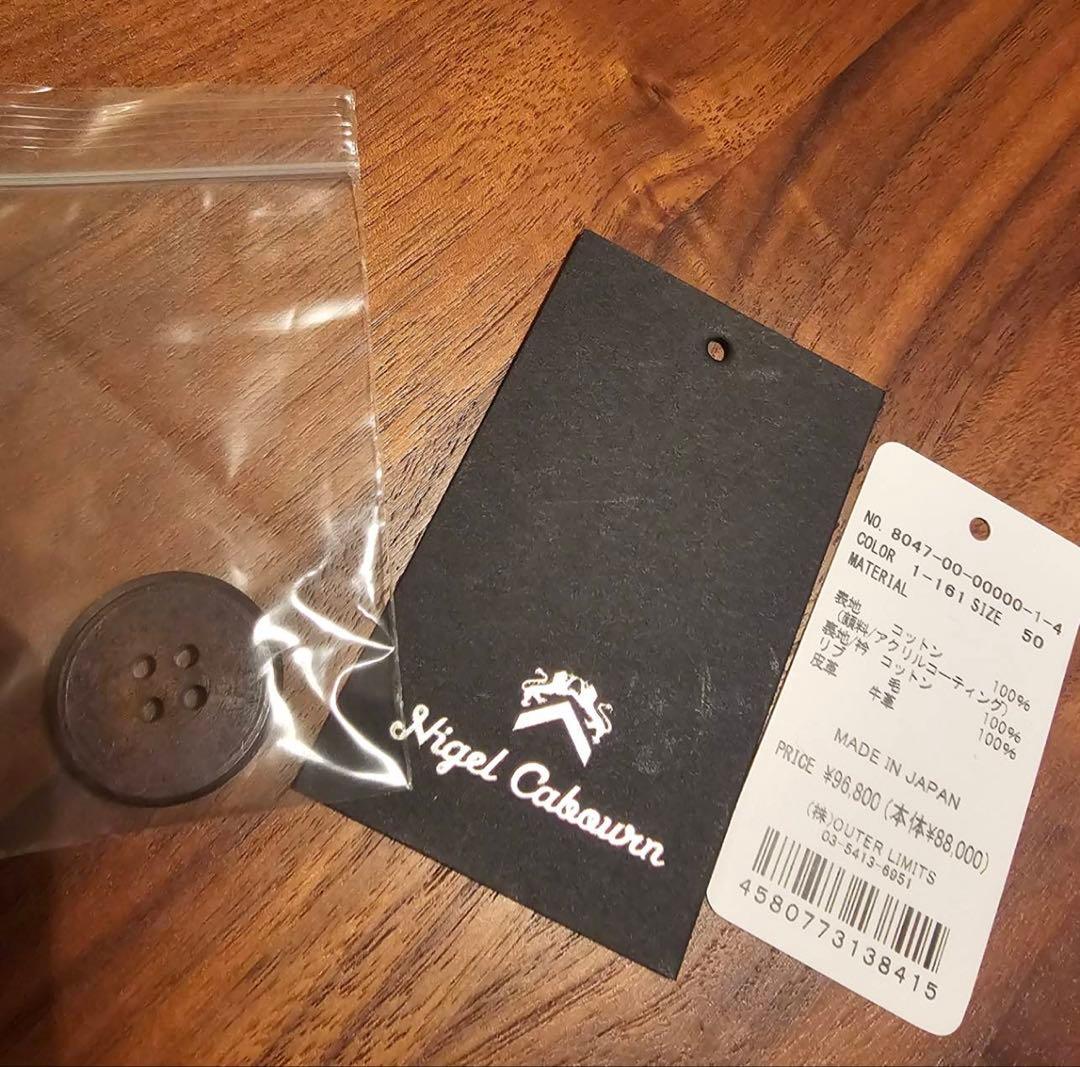 Nigel Cabourn
NO. 8047-00-00000-1-4
COLOR 1-161 SIZE 50
MATERIAL
表地 コットン 100%
(顔料/アクリルコーティング)
表地/衿 コットン 100%
リブ 毛 100%
皮革 牛革
MADE IN JAPAN
PRICE ¥96,800 (本体¥88,000)
(株)OUTER LIMITS
03-5413-6951
4580773138415